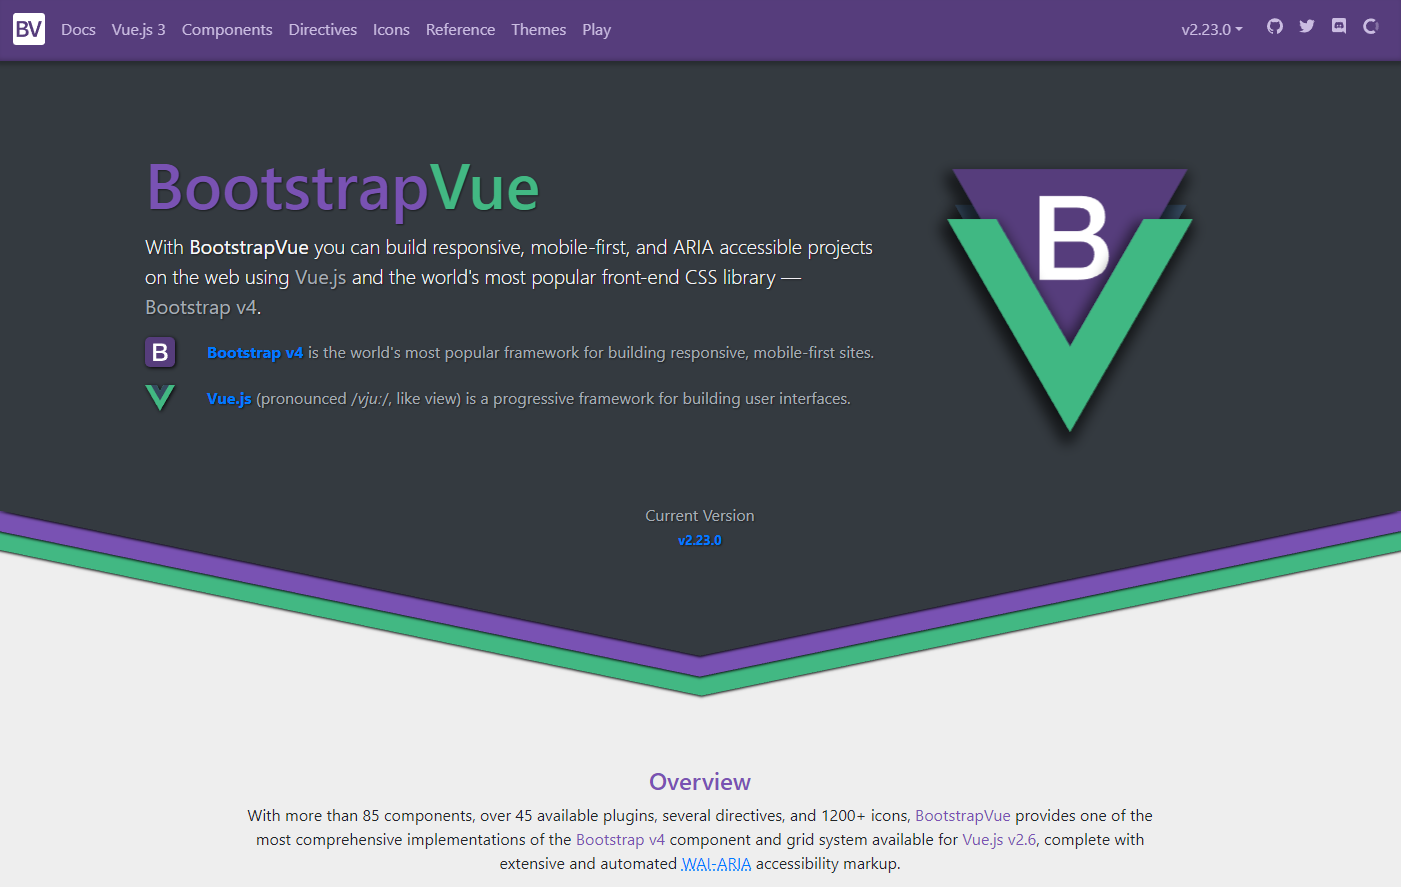 BV Docs Vue.js 3 Components Directives Icons Reference Themes Play v2.23.0
BootstrapVue
B
With BootstrapVue you can build responsive, mobile-first, and ARIA accessible projects
on the web using Vue.js and the world's most popular front-end CSS library —
Bootstrap v4.
B Bootstrap v4 is the world's most popular framework for building responsive, mobile-first sites.
Vue.js (pronounced /vju:/, like view) is a progressive framework for building user interfaces.
Current Version
v2.23.0
Overview
With more than 85 components, over 45 available plugins, several directives, and 1200+ icons, BootstrapVue provides one of the
most comprehensive implementations of the Bootstrap v4 component and grid system available for Vue.js v2.6, complete with
extensive and automated WAI-ARIA accessibility markup.